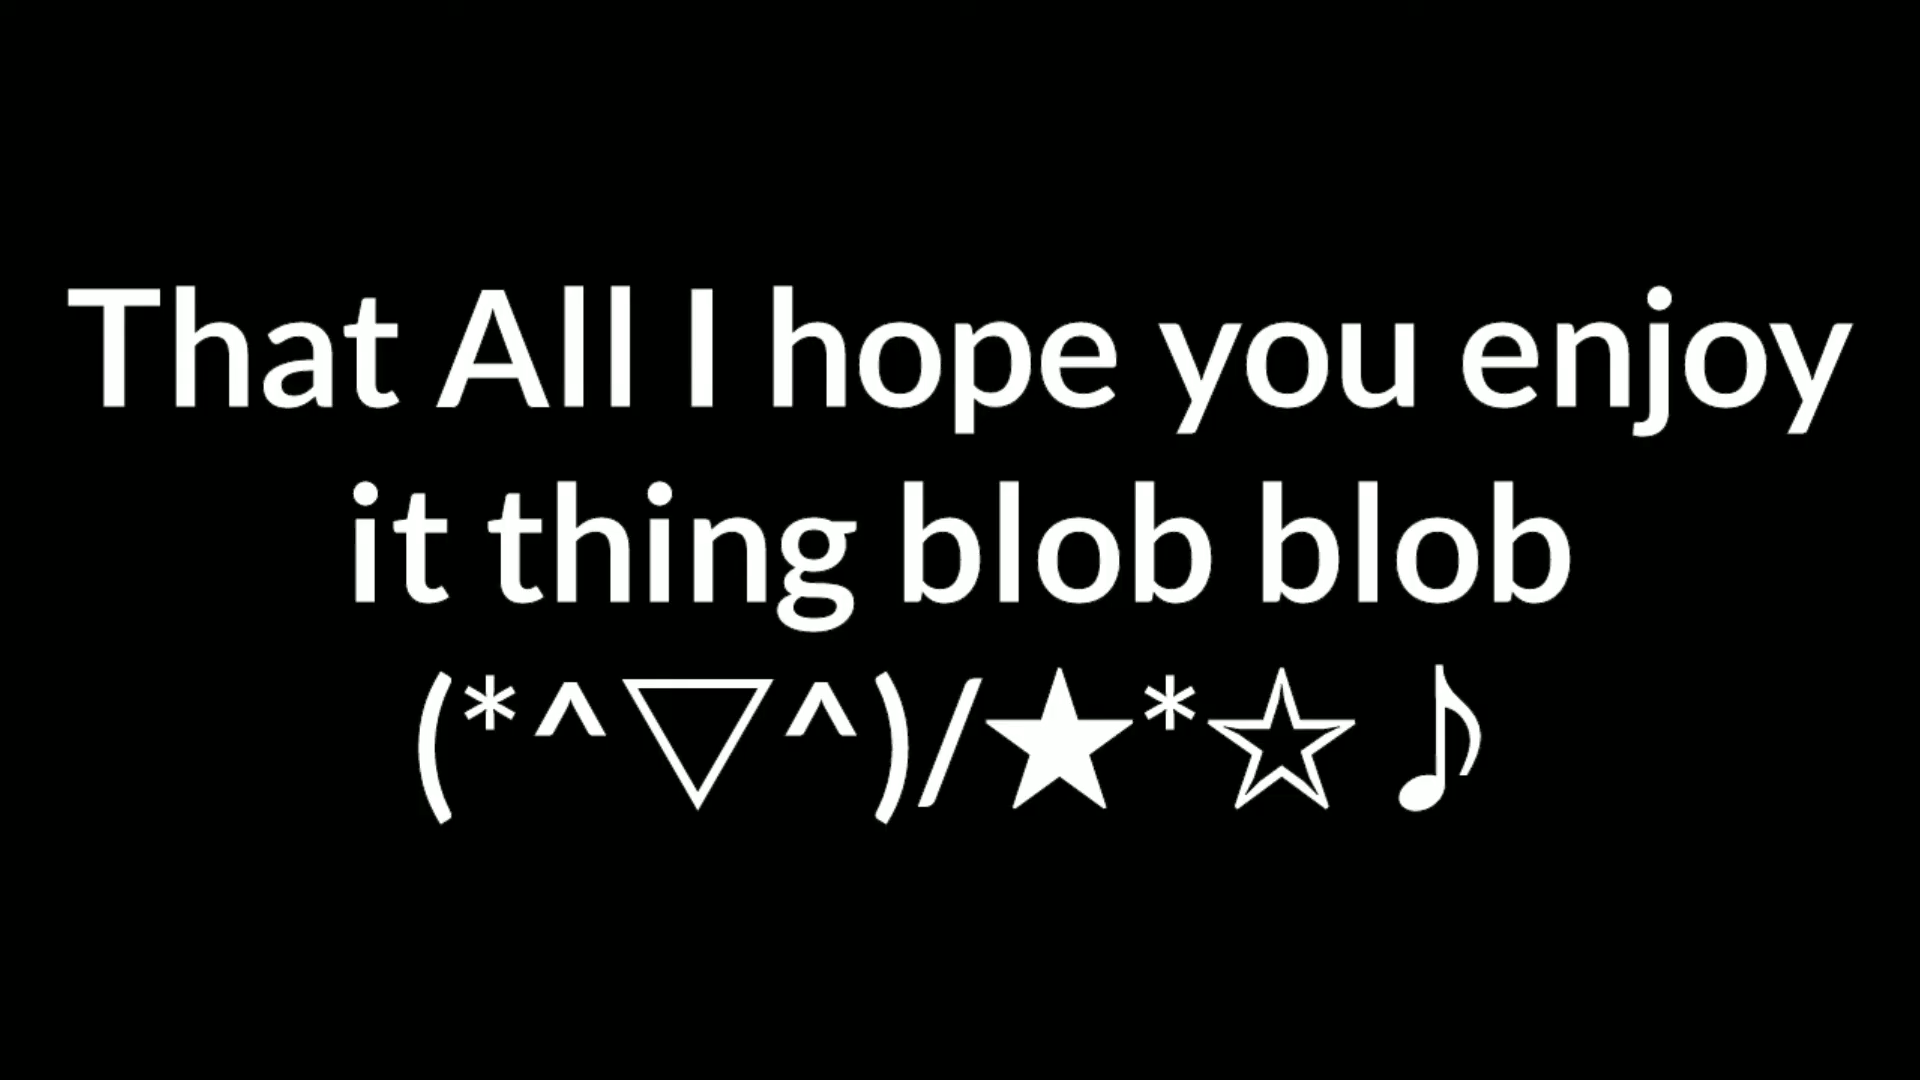 That All I hope you enjoy
it thing blob blob
(*^▽^)/★*☆♪